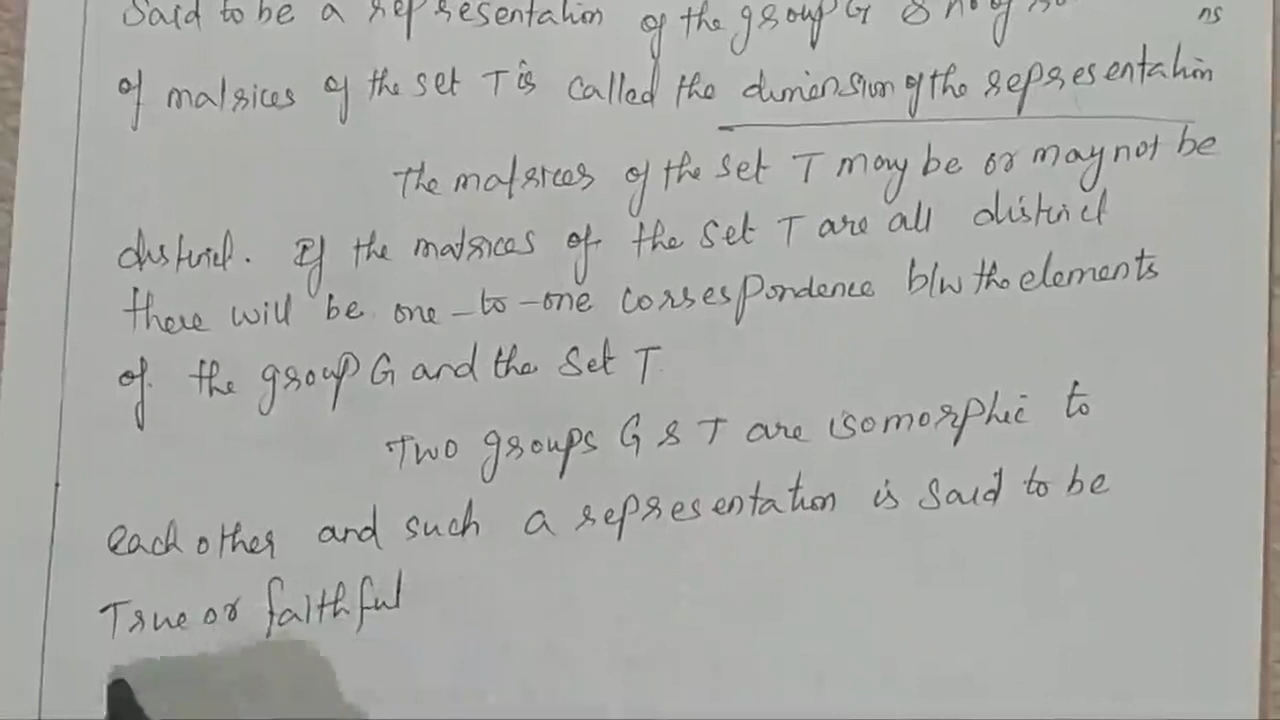 Said to be a representation of the group G & no of
ns
of matrices of the set T is called the dimension of the representation
The matrices of the set T may be or may not be
distinct. If the matrices of the set T are all distinct
there will be one-to-one correspondence b/w the elements
of the group G and the set T.
Two groups G & T are isomorphic to
each other and such a representation is said to be
True or faithful